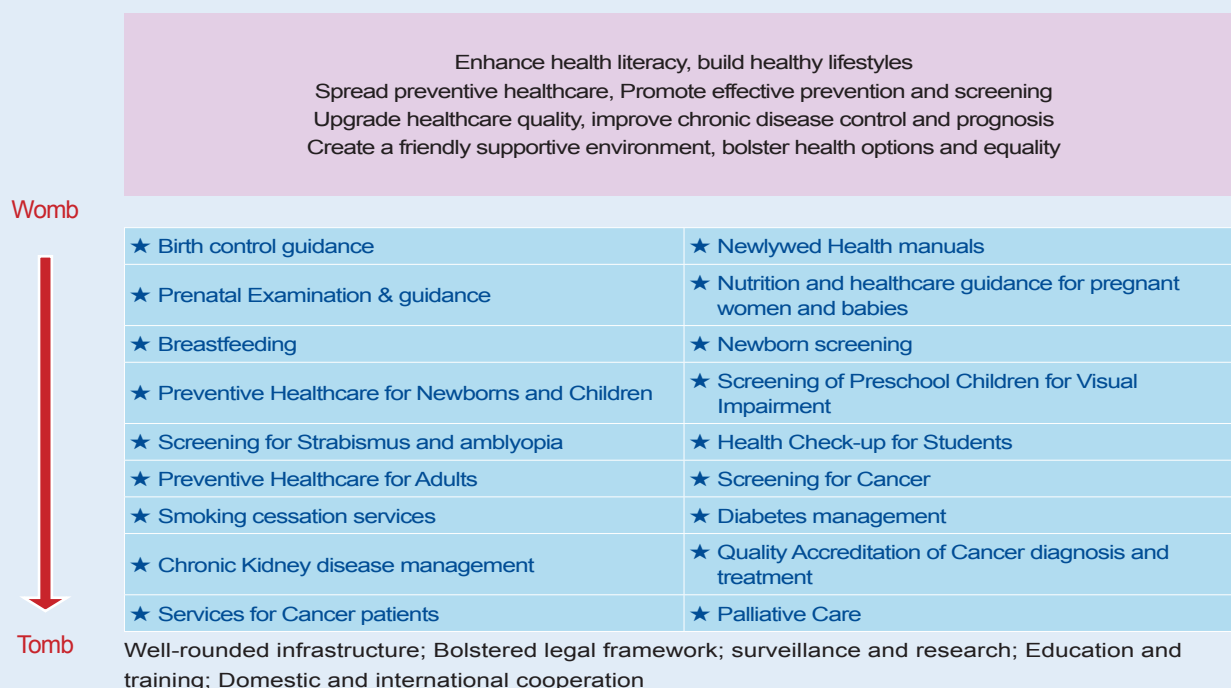 Enhance health literacy, build healthy lifestyles
Spread preventive healthcare, Promote effective prevention and screening
Upgrade healthcare quality, improve chronic disease control and prognosis
Create a friendly supportive environment, bolster health options and equality
Womb
★ Birth control guidance
★ Newlywed Health manuals
★ Prenatal Examination & guidance
★ Nutrition and healthcare guidance for pregnant
women and babies
★ Breastfeeding
★ Newborn screening
★ Preventive Healthcare for Newborns and Children
★ Screening of Preschool Children for Visual
Impairment
★ Screening for Strabismus and amblyopia
★ Health Check-up for Students
★ Preventive Healthcare for Adults
★ Screening for Cancer
★ Smoking cessation services
★ Diabetes management
★ Chronic Kidney disease management
★ Quality Accreditation of Cancer diagnosis and
treatment
★ Services for Cancer patients
★ Palliative Care
Tomb
Well-rounded infrastructure; Bolstered legal framework; surveillance and research; Education and
training; Domestic and international cooperation